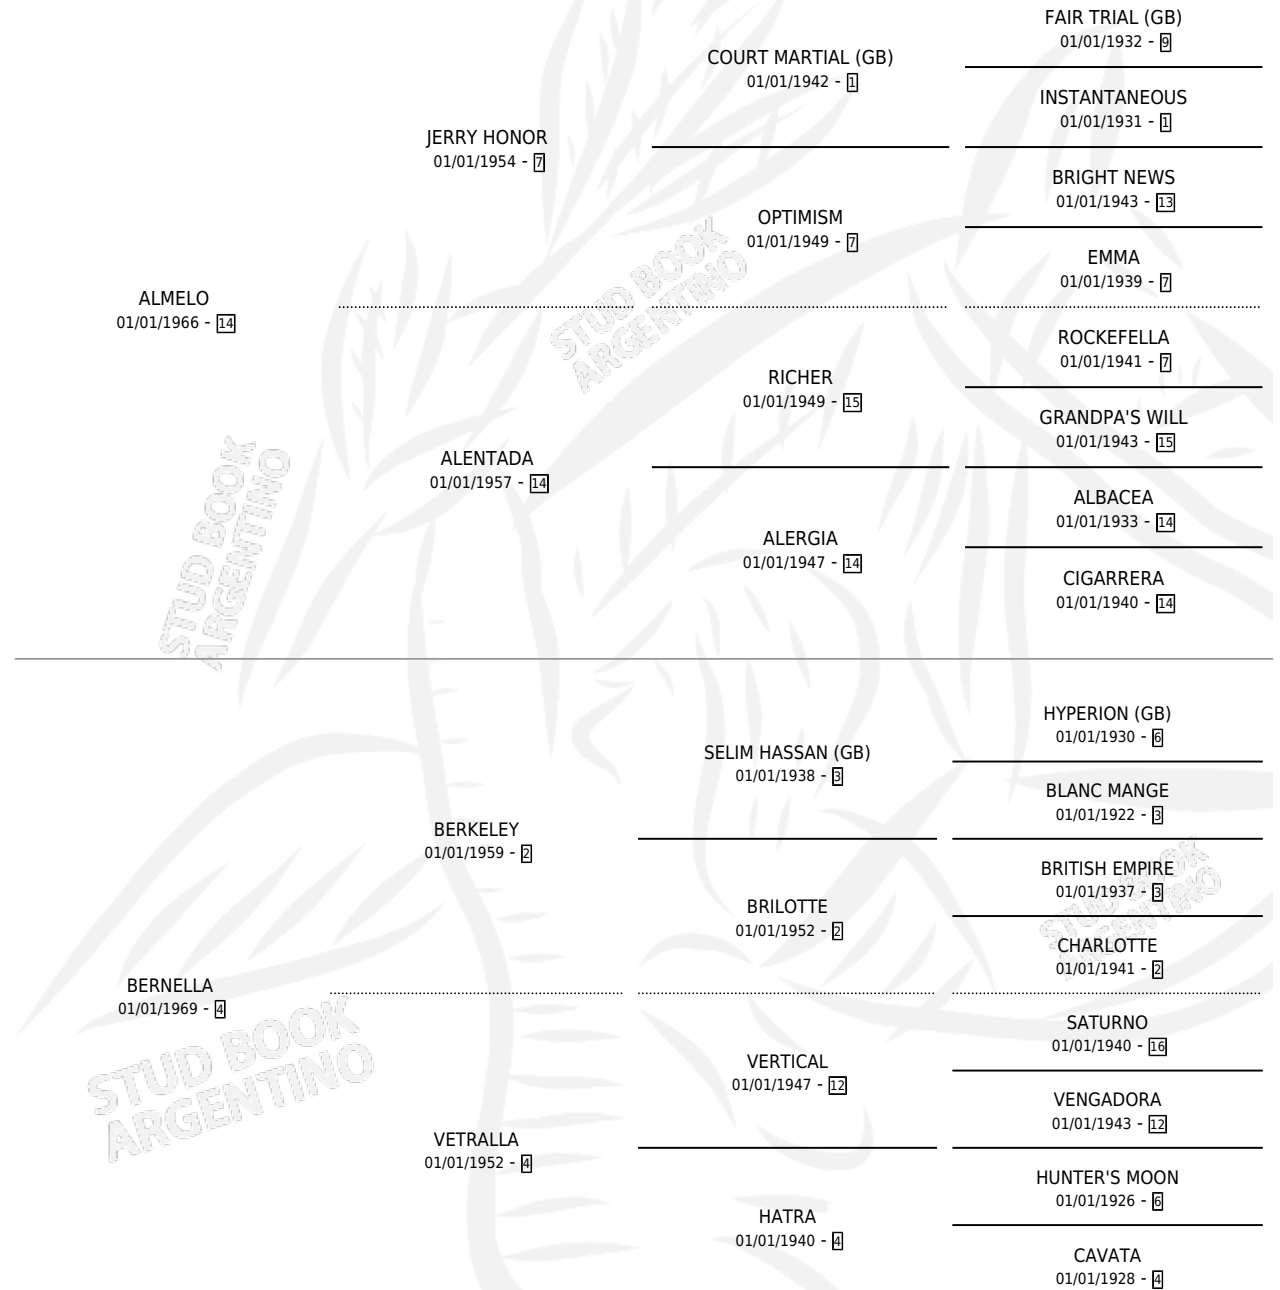 FAIR TRIAL (GB)
01/01/1932 - 9
COURT MARTIAL (GB)
01/01/1942 - 1
INSTANTANEOUS
01/01/1931 - 1
JERRY HONOR
01/01/1954 - 7
BRIGHT NEWS
01/01/1943 - 13
OPTIMISM
01/01/1949 - 7
EMMA
01/01/1939 - 7
ALMELO
01/01/1966 - 14
ROCKEFELLA
01/01/1941 - 7
RICHER
01/01/1949 - 15
GRANDPA'S WILL
01/01/1943 - 15
ALENTADA
01/01/1957 - 14
ALBACEA
01/01/1933 - 14
ALERGIA
01/01/1947 - 14
CIGARRERA
01/01/1940 - 14
HYPERION (GB)
01/01/1930 - 6
SELIM HASSAN (GB)
01/01/1938 - 3
BLANC MANGE
01/01/1922 - 3
BERKELEY
01/01/1959 - 2
BRITISH EMPIRE
01/01/1937 - 3
BRILOTTE
01/01/1952 - 2
CHARLOTTE
01/01/1941 - 2
BERNELLA
01/01/1969 - 4
SATURNO
01/01/1940 - 16
VERTICAL
01/01/1947 - 12
VENGADORA
01/01/1943 - 12
VETRALLA
01/01/1952 - 4
HUNTER'S MOON
01/01/1926 - 6
HATRA
01/01/1940 - 4
CAVATA
01/01/1928 - 4
STUD BOOK
ARGENTINO
STUD BOOK
ARGENTINO
STUD BOOK
ARGENTINO
STUD BOOK
ARGENTINO